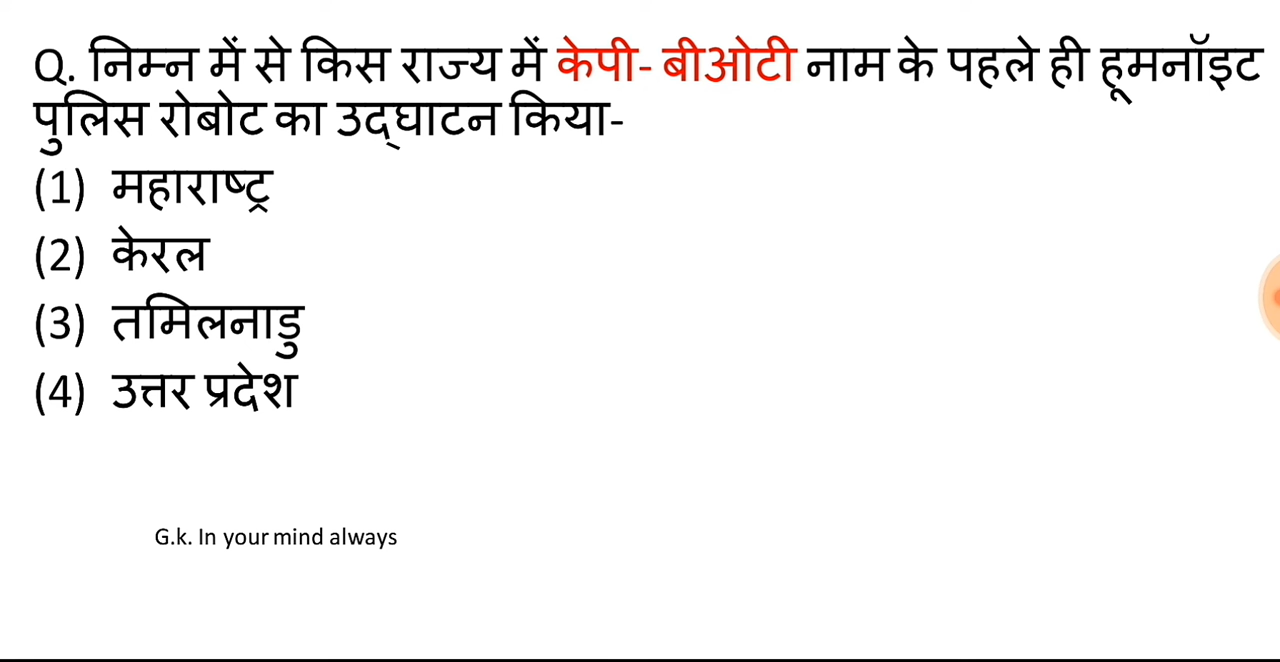 Q. निम्न में से किस राज्य में केपी- बीओटी नाम के पहले ही हूमनॉइट
पुलिस रोबोट का उद्‌घाटन किया-
(1) महाराष्ट्र
(2) केरल
(3) तमिलनाडु
(4) उत्तर प्रदेश
G.k. In your mind always